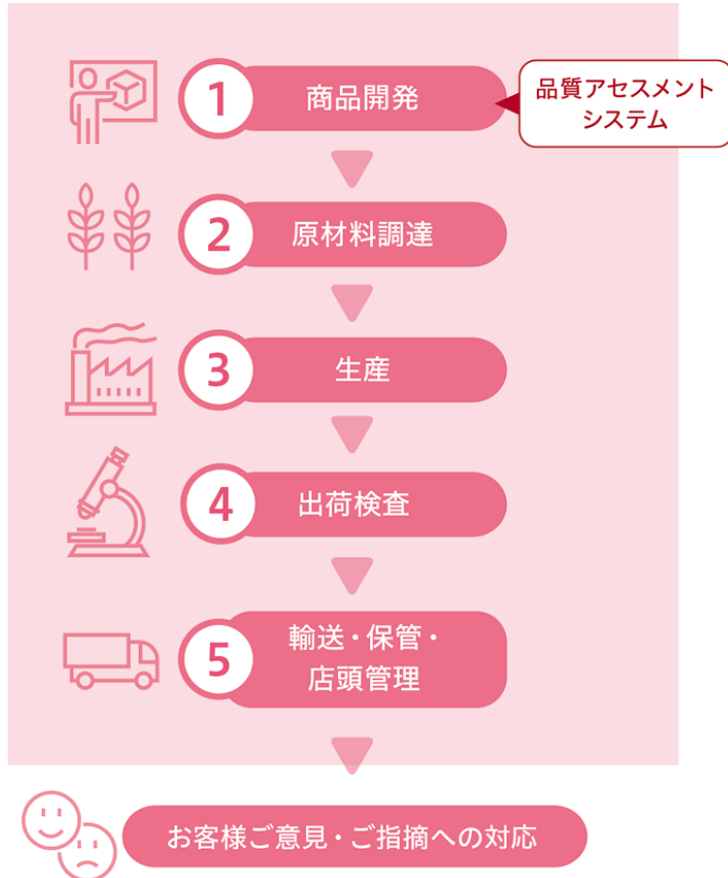 1 商品開発
品質アセスメント
システム
2 原材料調達
3 生産
4 出荷検査
5 輸送・保管・
店頭管理
お客様ご意見・ご指摘への対応